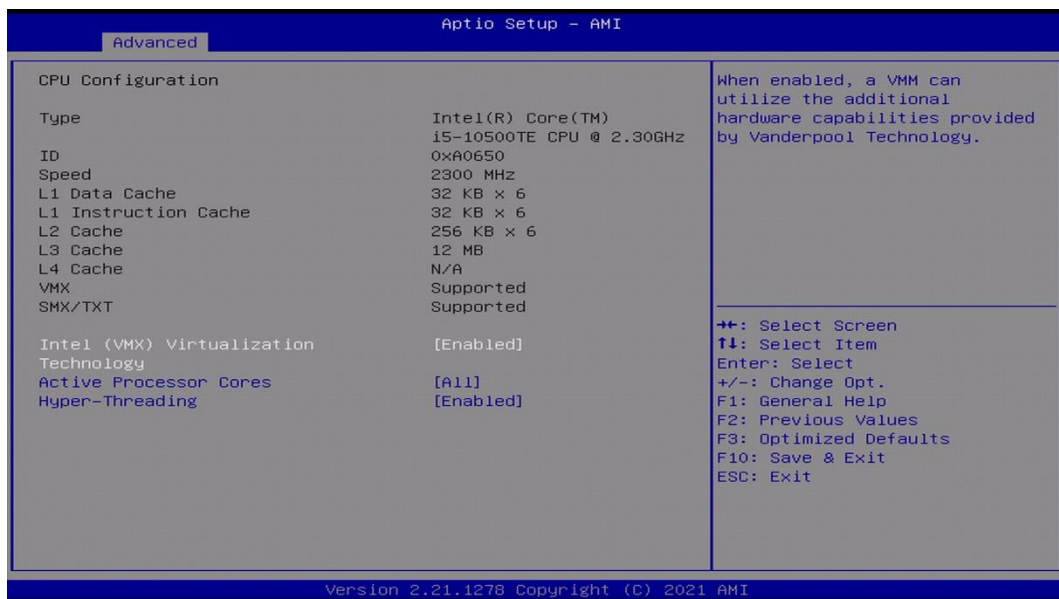 Aptio Setup – AMI
Advanced
CPU Configuration
Type Intel(R) Core(TM)
i5-10500TE CPU @ 2.30GHz
ID 0xA0650
Speed 2300 MHz
L1 Data Cache 32 KB x 6
L1 Instruction Cache 32 KB x 6
L2 Cache 256 KB x 6
L3 Cache 12 MB
L4 Cache N/A
VMX Supported
SMX/TXT Supported
Intel (VMX) Virtualization [Enabled]
Technology
Active Processor Cores [All]
Hyper-Threading [Enabled]
When enabled, a VMM can
utilize the additional
hardware capabilities provided
by Vanderpool Technology.
→←: Select Screen
↑↓: Select Item
Enter: Select
+/-: Change Opt.
F1: General Help
F2: Previous Values
F3: Optimized Defaults
F10: Save & Exit
ESC: Exit
Version 2.21.1278 Copyright (C) 2021 AMI